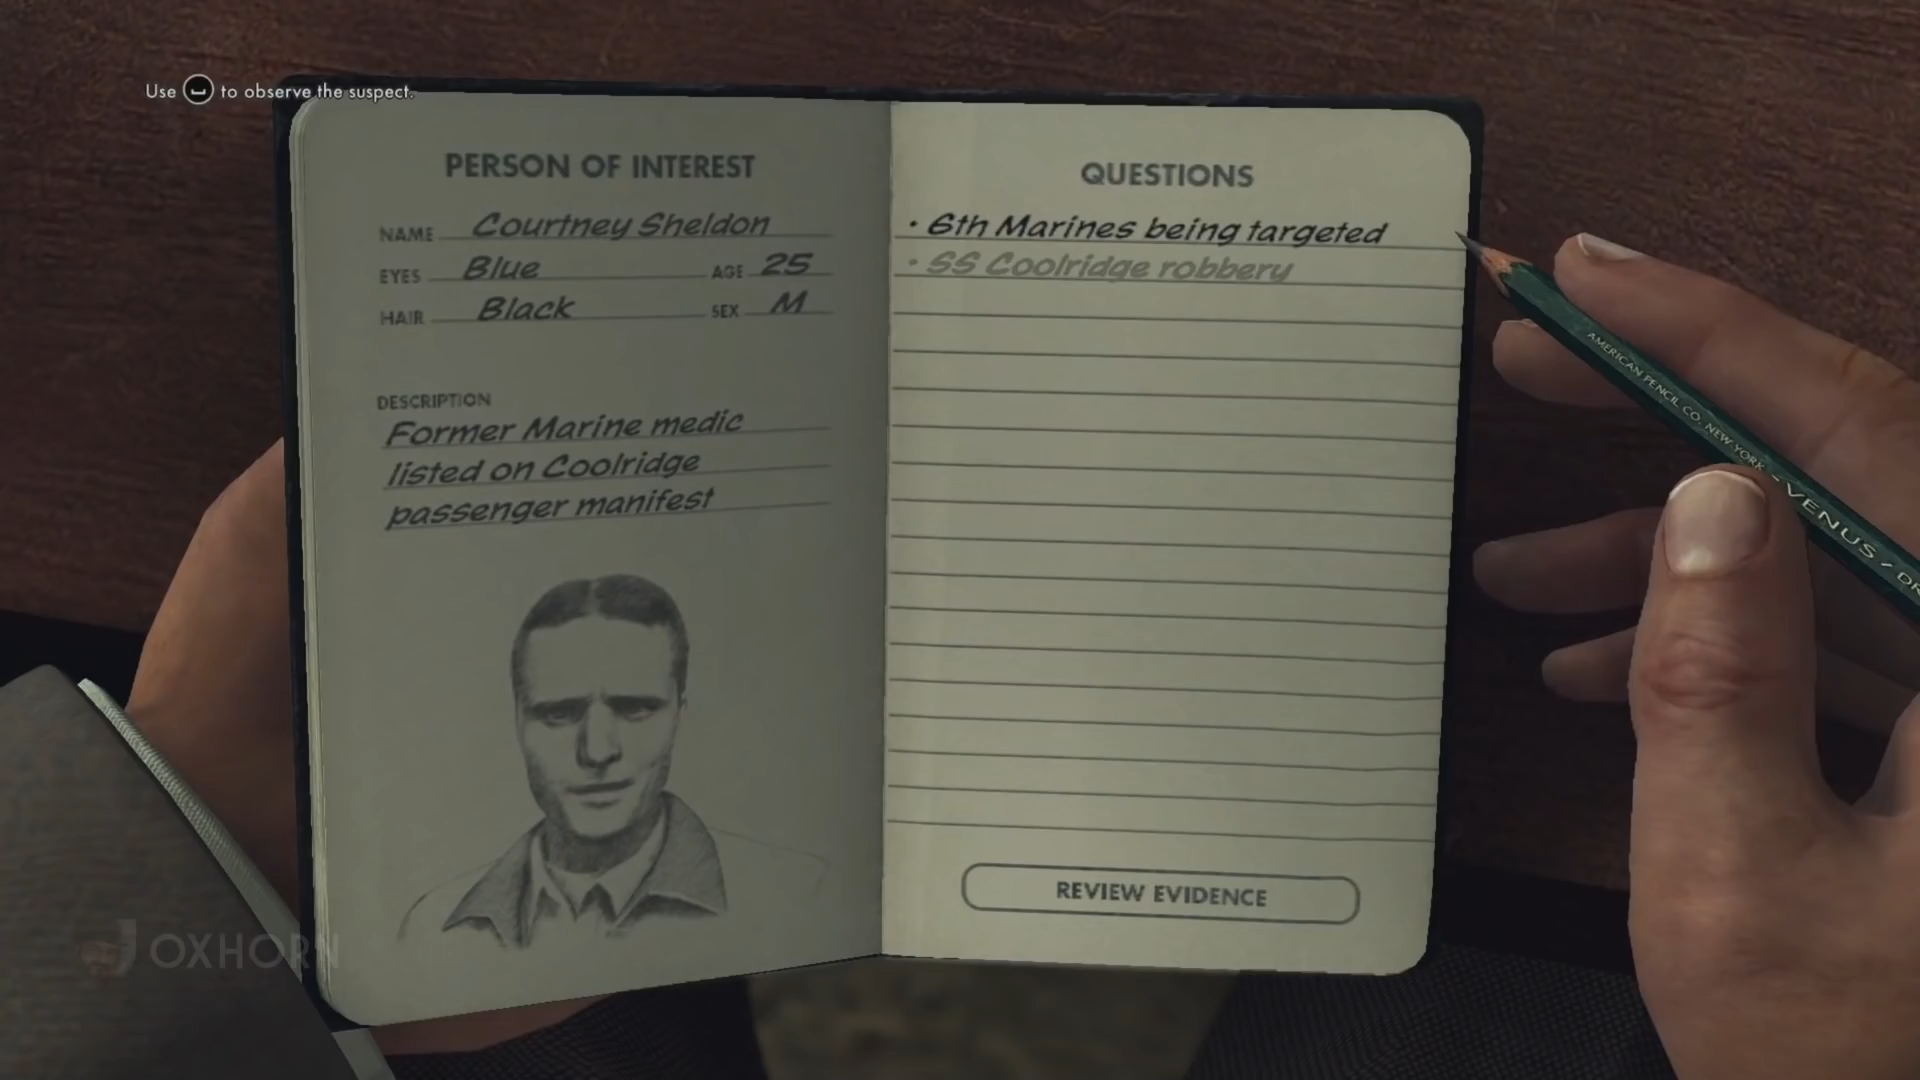 Use to observe the suspect.
PERSON OF INTEREST
NAME Courtney Sheldon
EYES Blue AGE 25
HAIR Black SEX M
DESCRIPTION
Former Marine medic
listed on Coolridge
passenger manifest
QUESTIONS
• 6th Marines being targeted
• SS Coolridge robbery
REVIEW EVIDENCE
AMERICAN PENCIL CO. NEW YORK
VENUS / DR
OXHORN